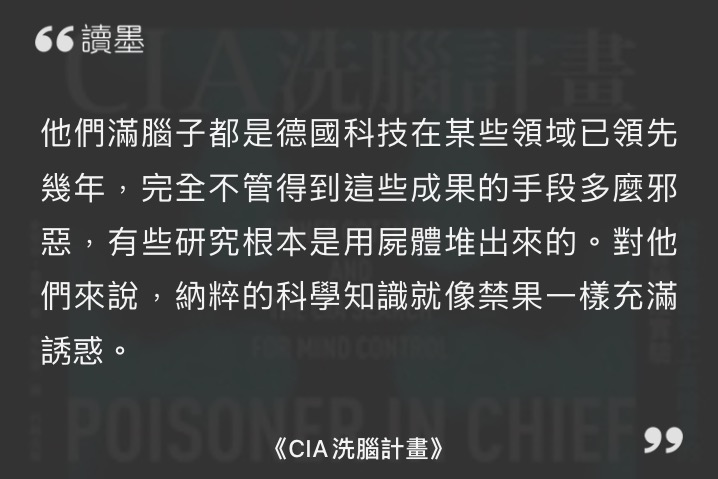 讀墨
CIA洗腦計畫
他們滿腦子都是德國科技在某些領域已領先
幾年，完全不管得到這些成果的手段多麼邪
惡，有些研究根本是用屍體堆出來的。對他
們來說，納粹的科學知識就像禁果一樣充滿
誘惑。
FOR MIND CONTROL
POISONER IN CHIEF
《CIA洗腦計畫》